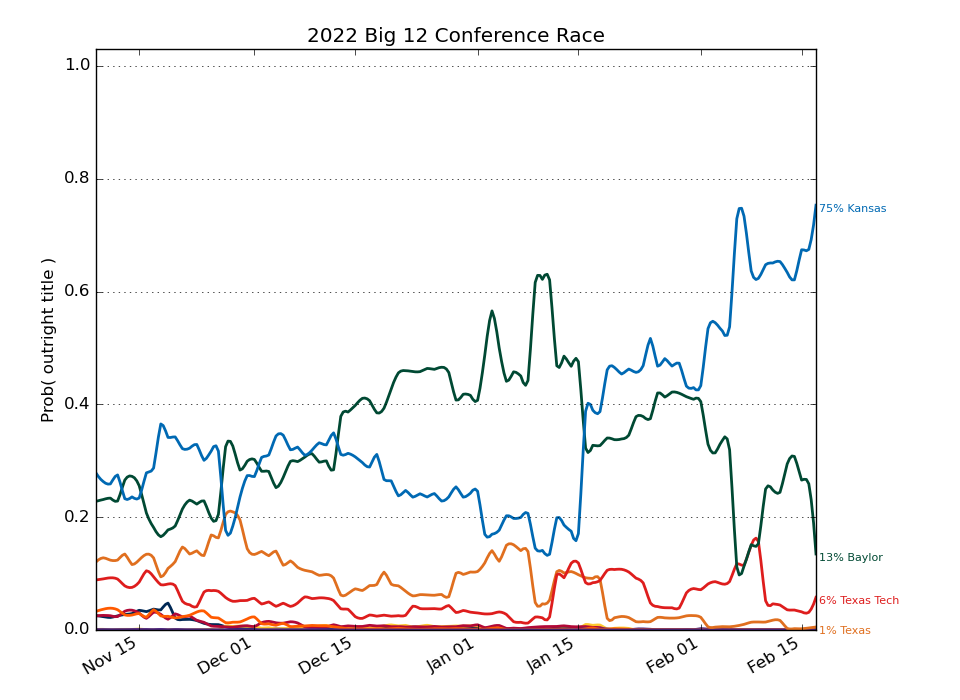 2022 Big 12 Conference Race
Prob( outright title )
1.0
0.8
0.6
0.4
0.2
0.0
Nov 15
Dec 01
Dec 15
Jan 01
Jan 15
Feb 01
Feb 15
75% Kansas
13% Baylor
6% Texas Tech
1% Texas